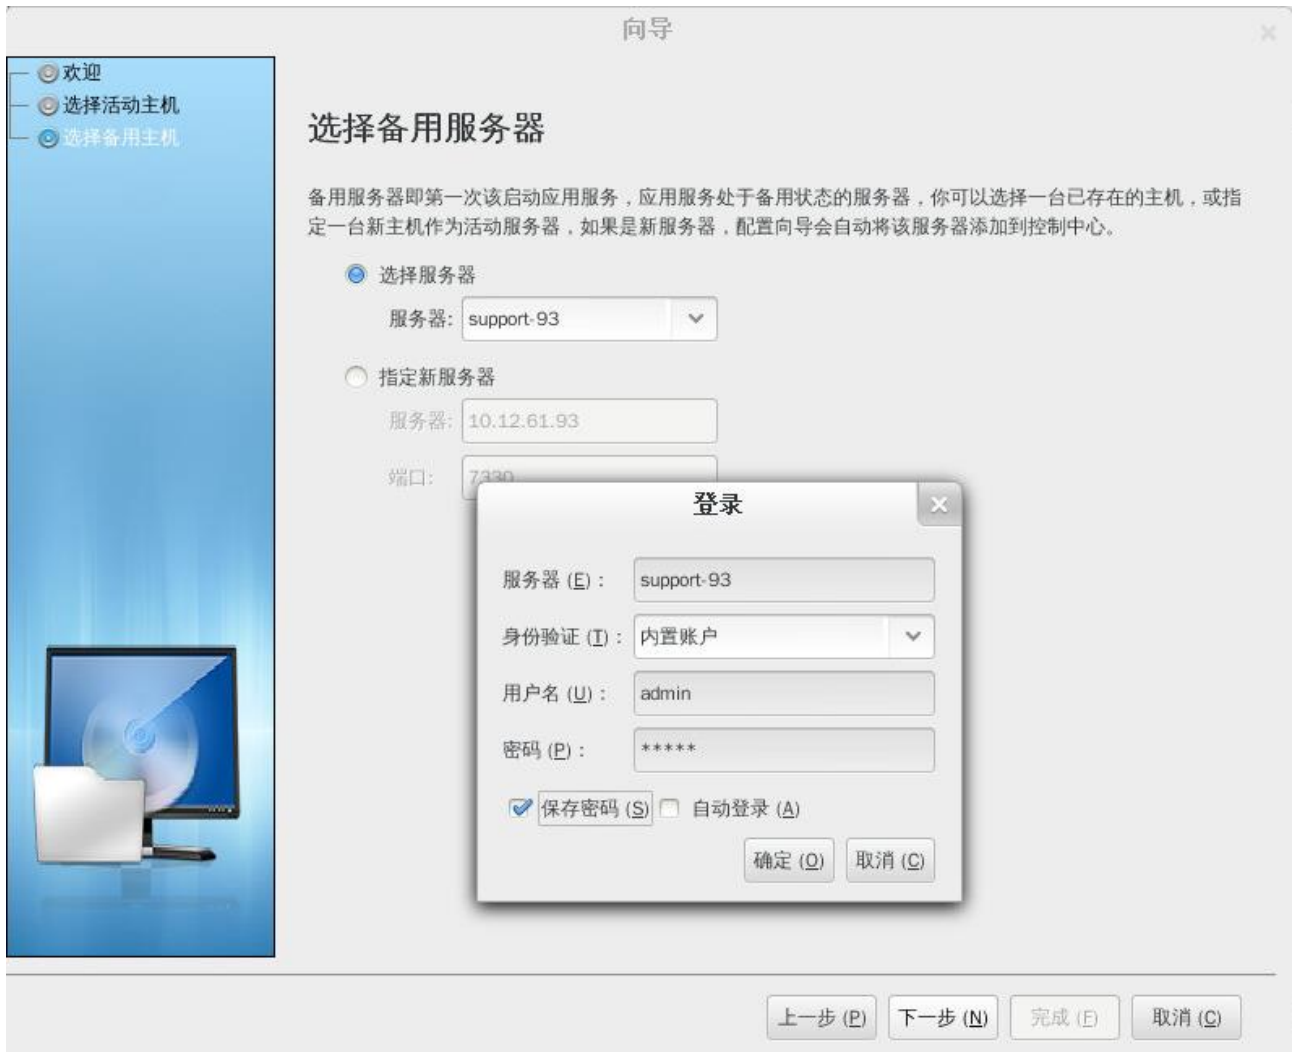 向导
欢迎
选择活动主机
选择备用主机
选择备用服务器
备用服务器即第一次该启动应用服务，应用服务处于备用状态的服务器，你可以选择一台已存在的主机，或指
定一台新主机作为活动服务器，如果是新服务器，配置向导会自动将该服务器添加到控制中心。
选择服务器
服务器: support-93
指定新服务器
服务器: 10.12.61.93
端口: 7330
登录
服务器 (E)： support-93
身份验证 (T)： 内置账户
用户名 (U)： admin
密码 (P)： *****
保存密码 (S) 自动登录 (A)
确定 (O) 取消 (C)
上一步 (P) 下一步 (N) 完成 (F) 取消 (C)